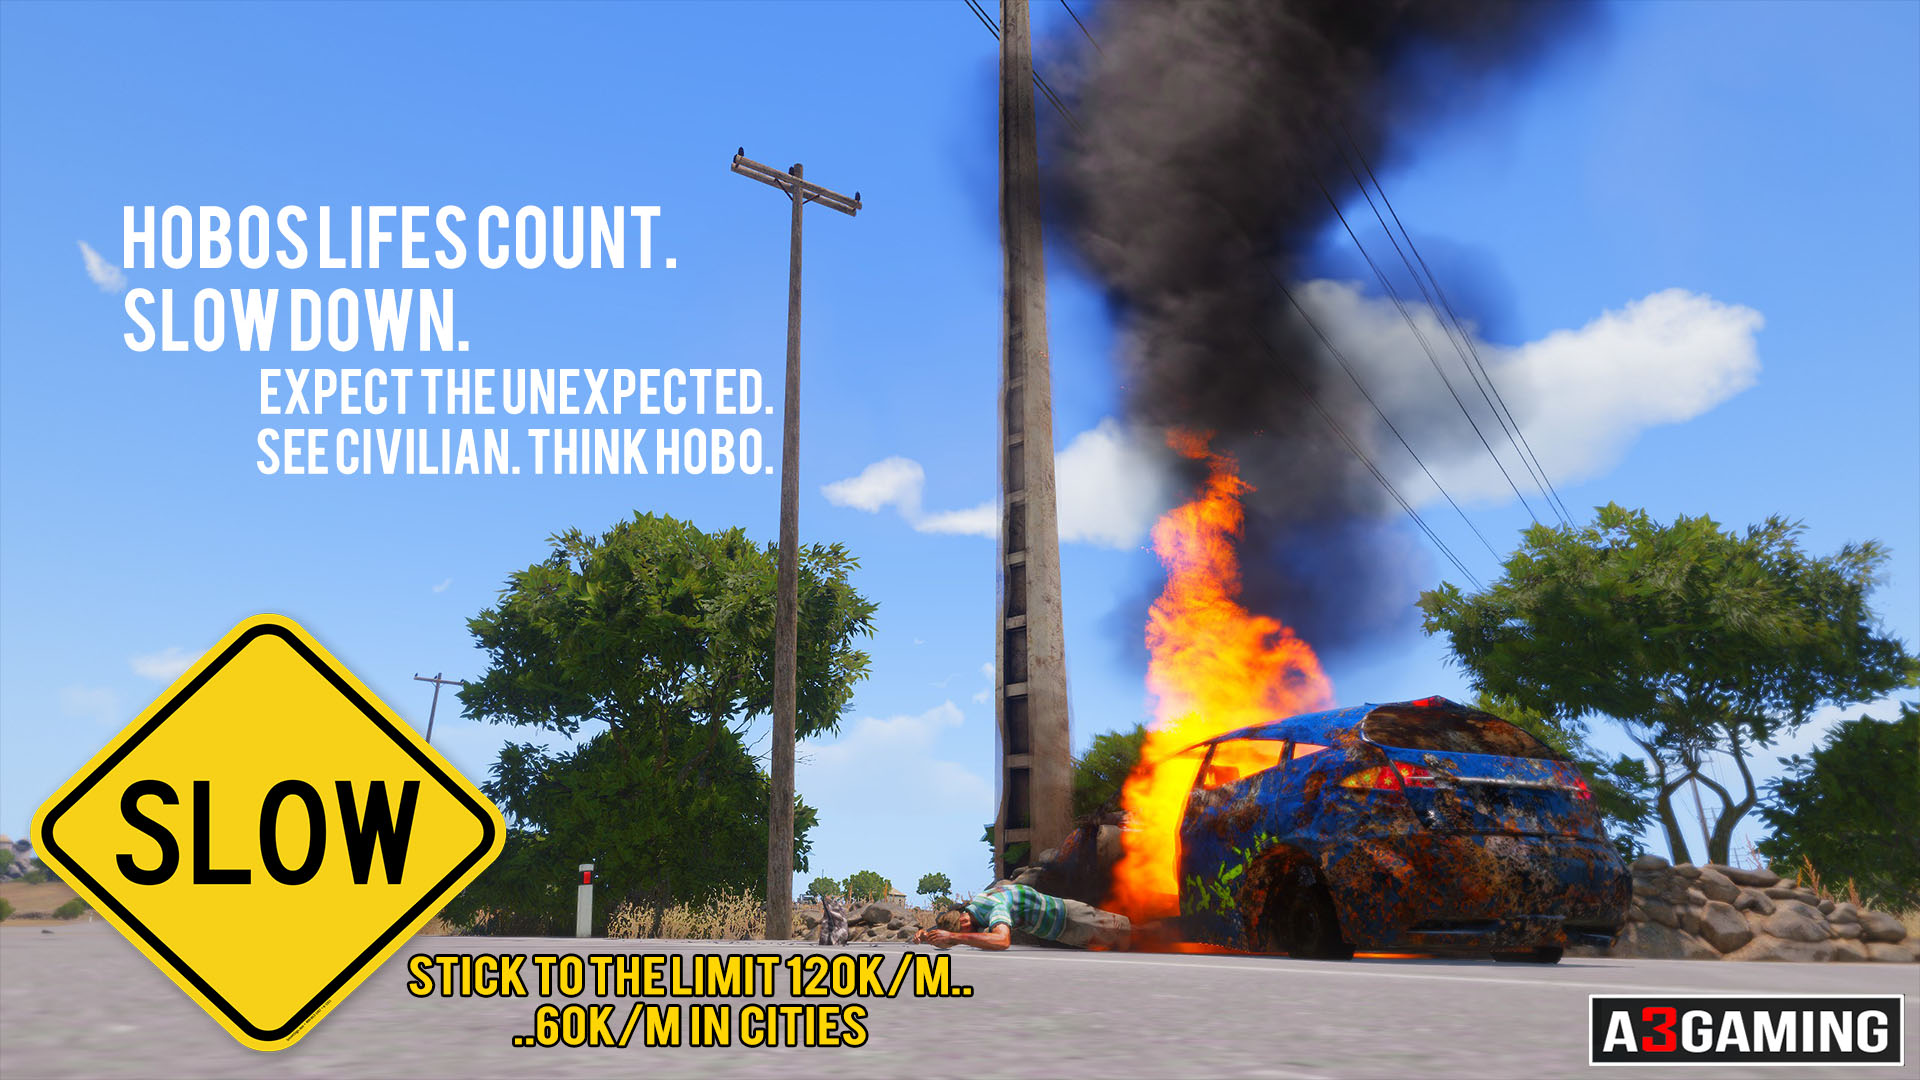 HOBOS LIFES COUNT.
SLOW DOWN.
EXPECT THE UNEXPECTED.
SEE CIVILIAN. THINK HOBO.
SLOW
STICK TO THE LIMIT 120K/M..
..60K/M IN CITIES
A3GAMING